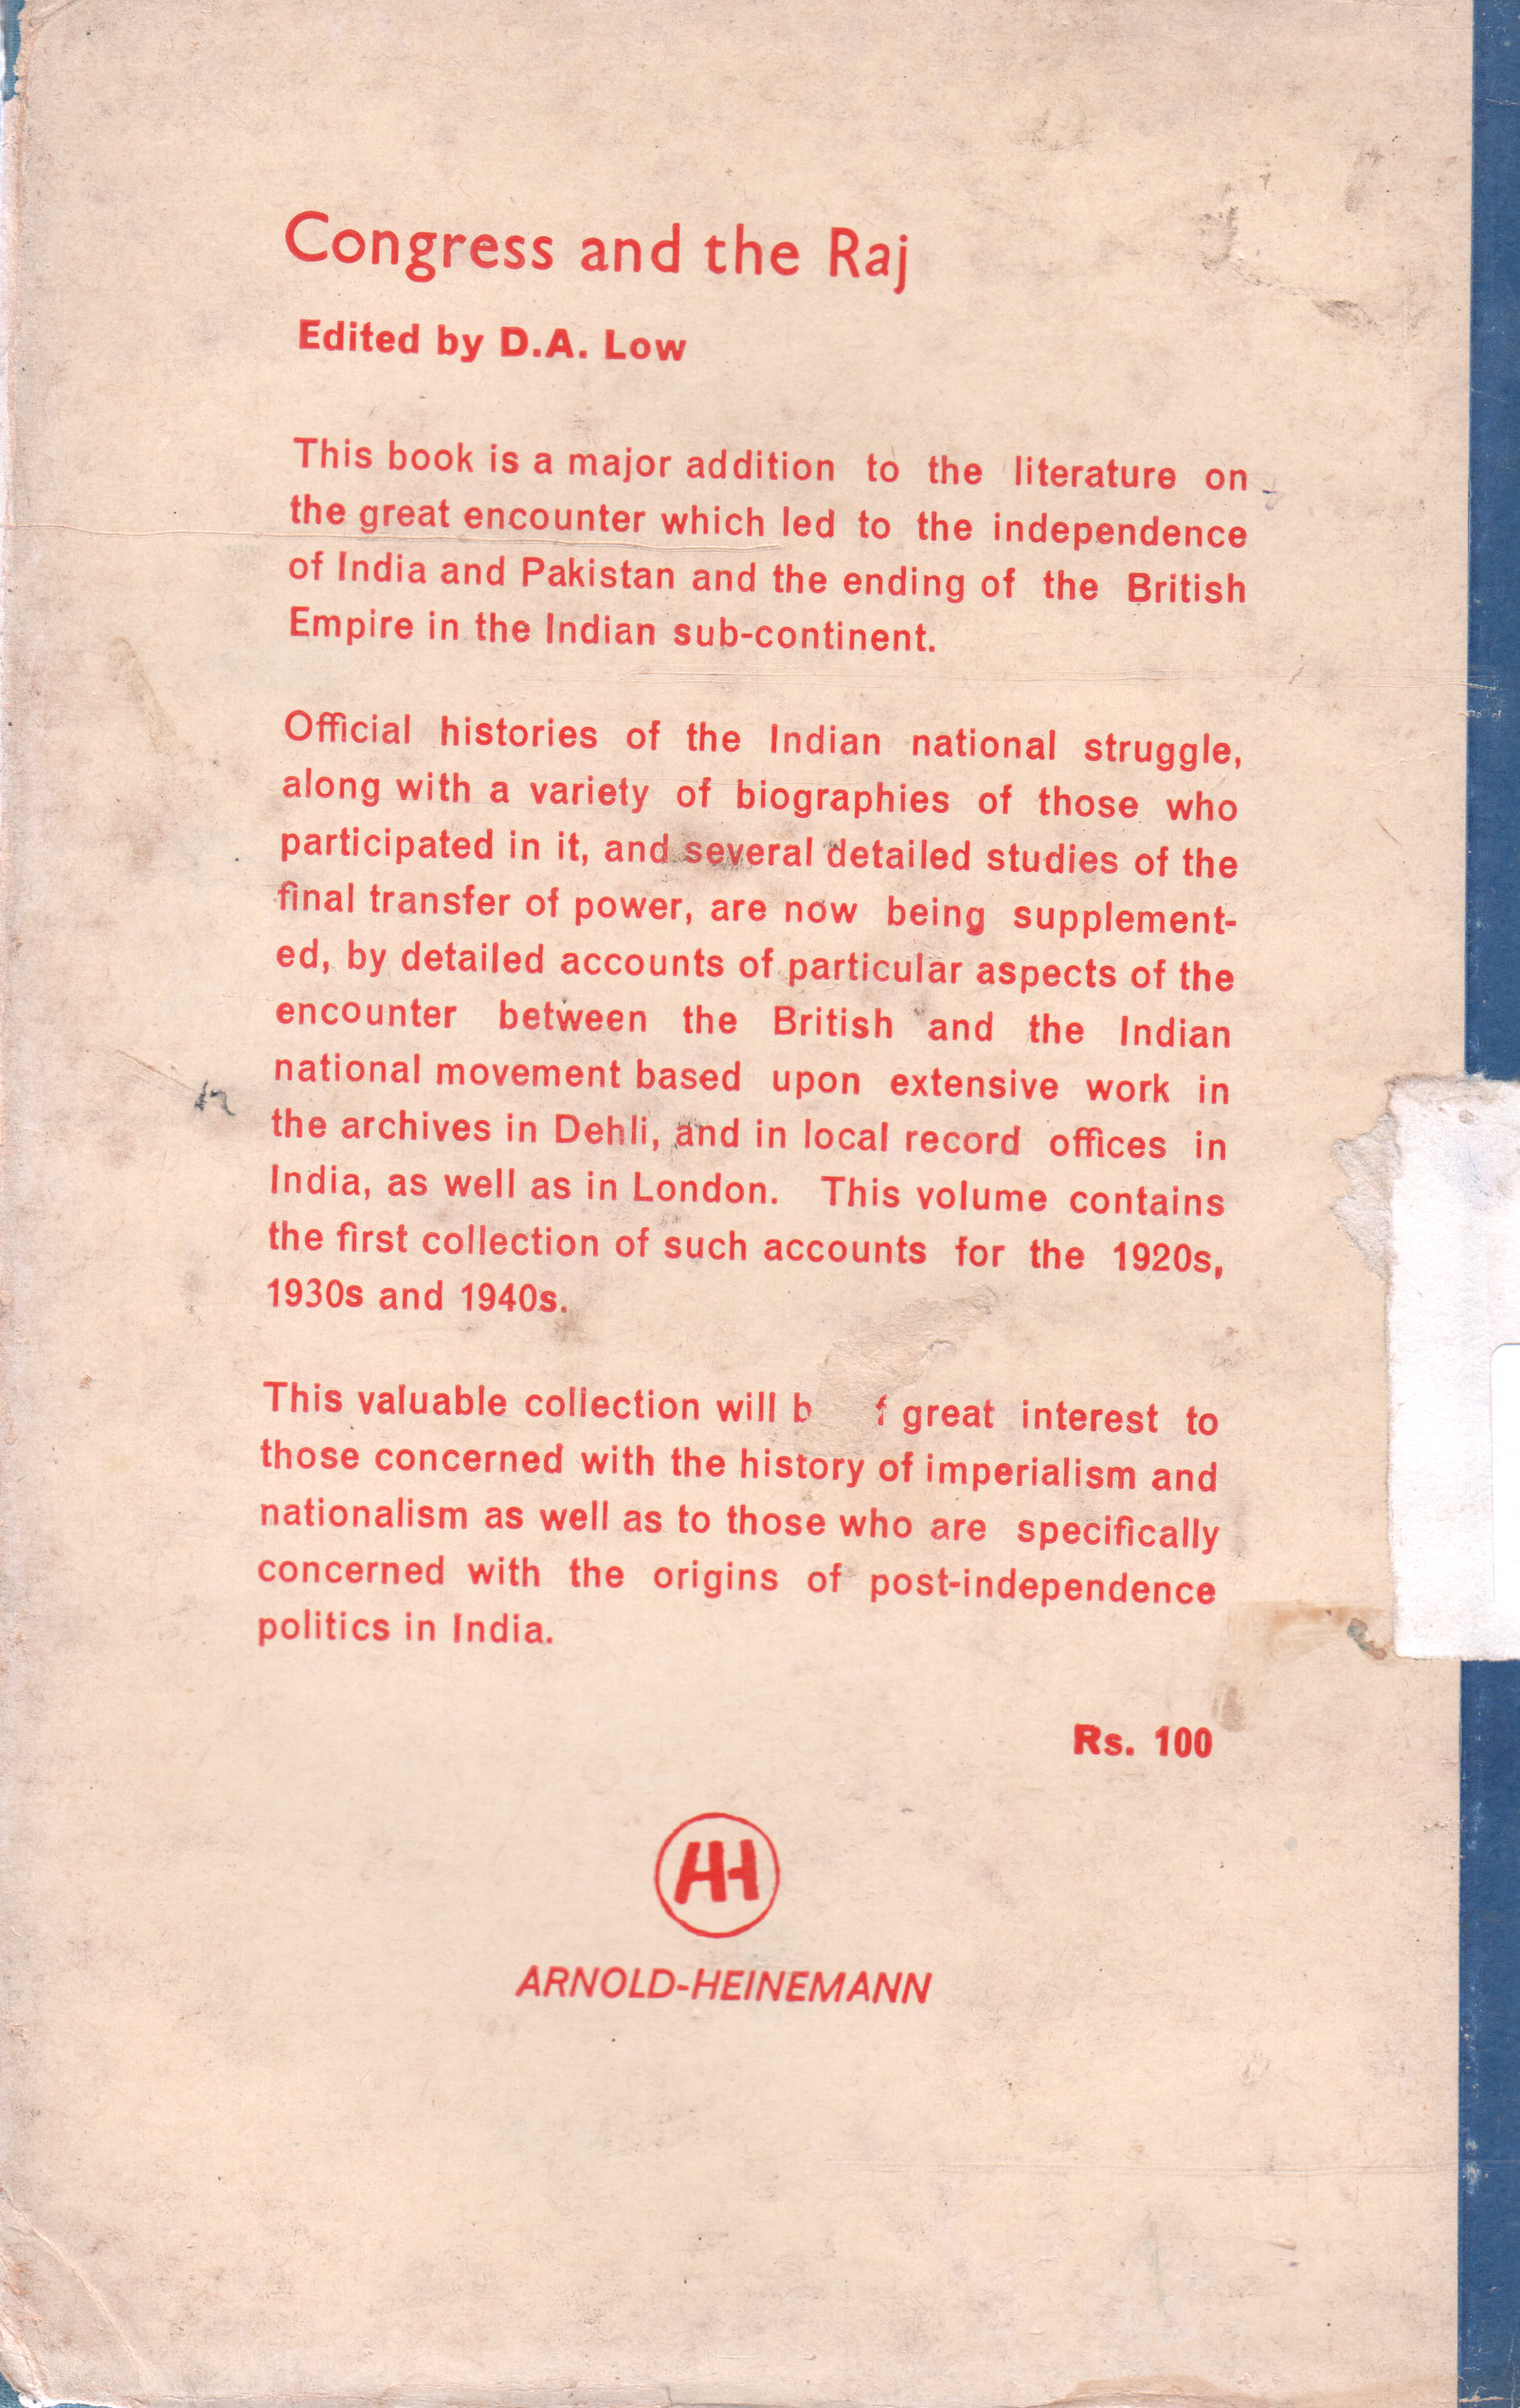 Congress and the Raj
Edited by D.A. Low
This book is a major addition to the literature on
the great encounter which led to the independence
of India and Pakistan and the ending of the British
Empire in the Indian sub-continent.
Official histories of the Indian national struggle,
along with a variety of biographies of those who
participated in it, and several detailed studies of the
final transfer of power, are now being supplement-
ed, by detailed accounts of particular aspects of the
encounter between the British and the Indian
national movement based upon extensive work in
the archives in Dehli, and in local record offices in
India, as well as in London. This volume contains
the first collection of such accounts for the 1920s,
1930s and 1940s.
This valuable collection will great interest to
those concerned with the history of imperialism and
nationalism as well as to those who are specifically
concerned with the origins of post-independence
politics in India.
Rs. 100
AH
ARNOLD-HEINEMANN